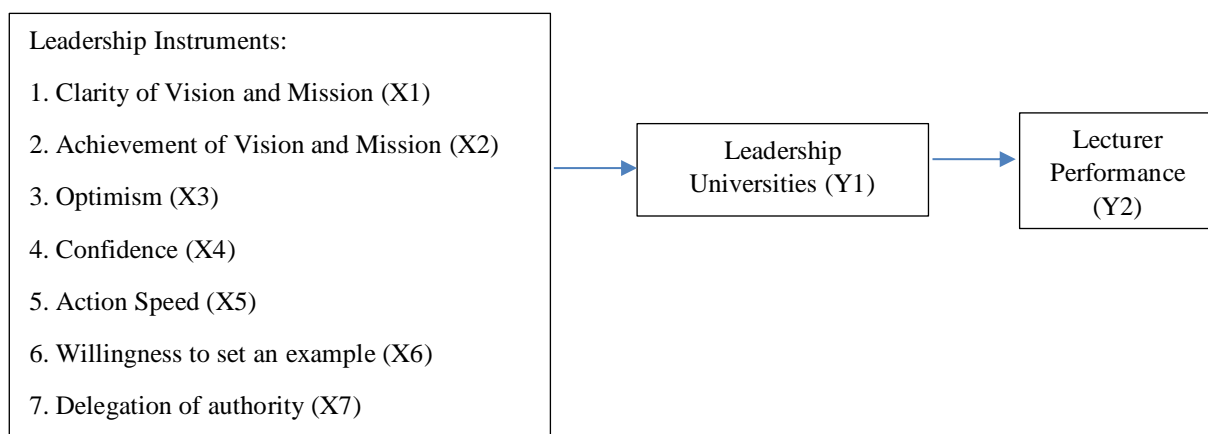 Leadership Instruments:
1. Clarity of Vision and Mission (X1)
2. Achievement of Vision and Mission (X2)
3. Optimism (X3)
4. Confidence (X4)
5. Action Speed (X5)
6. Willingness to set an example (X6)
7. Delegation of authority (X7)
Leadership
Universities (Y1)
Lecturer
Performance
(Y2)